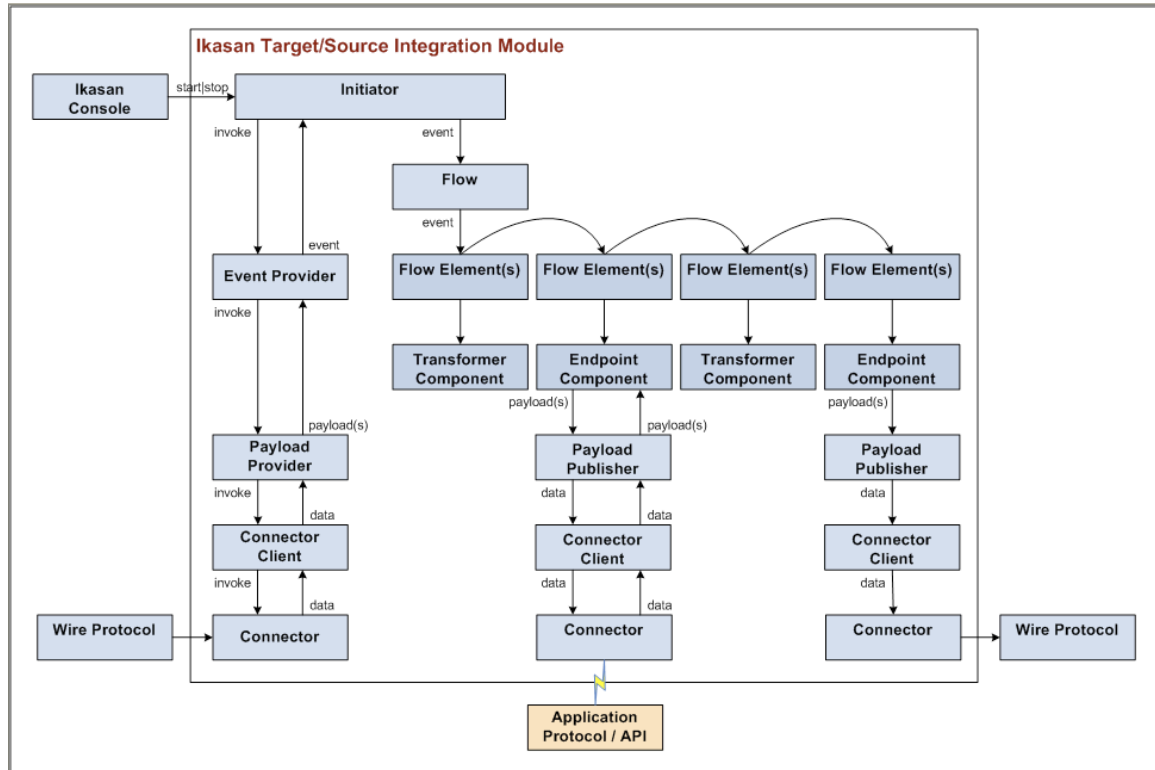 Ikasan Target/Source Integration Module
Ikasan
Console
start|stop
Initiator
invoke
event
Flow
event
event
Event Provider
Flow Element(s)
Flow Element(s)
Flow Element(s)
Flow Element(s)
invoke
Transformer
Component
Endpoint
Component
Transformer
Component
Endpoint
Component
payload(s)
payload(s)
payload(s)
payload(s)
Payload
Provider
Payload
Publisher
Payload
Publisher
invoke
data
data
data
data
Connector
Client
Connector
Client
Connector
Client
invoke
data
data
data
data
Wire Protocol
Connector
Connector
Connector
Wire Protocol
Application
Protocol / API